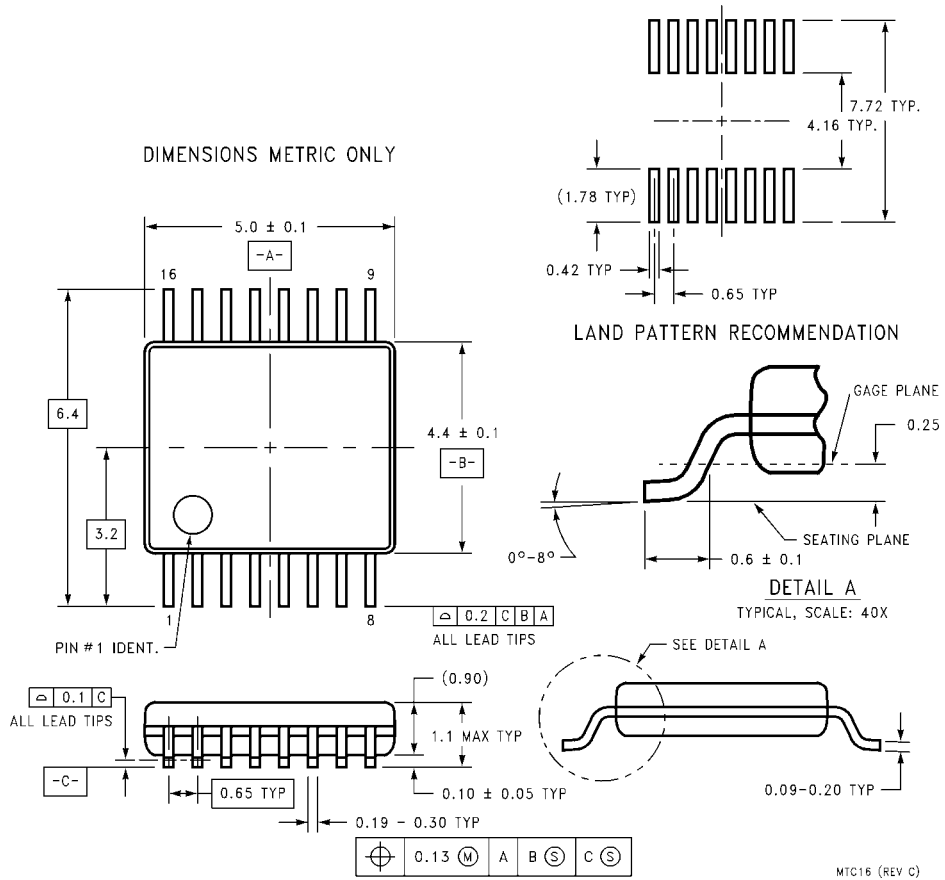 7.72 TYP.
4.16 TYP.
(1.78 TYP)
0.42 TYP
0.65 TYP
LAND PATTERN RECOMMENDATION
DIMENSIONS METRIC ONLY
5.0 ± 0.1
-A-
16
9
6.4
3.2
4.4 ± 0.1
-B-
1
8
PIN #1 IDENT.
⌓ 0.2 C B A
ALL LEAD TIPS
GAGE PLANE
0.25
SEATING PLANE
0°-8°
0.6 ± 0.1
DETAIL A
TYPICAL, SCALE: 40X
SEE DETAIL A
0.09-0.20 TYP
⌓ 0.1 C
ALL LEAD TIPS
-C-
(0.90)
1.1 MAX TYP
0.65 TYP
0.10 ± 0.05 TYP
0.19 - 0.30 TYP
⌖ 0.13 Ⓜ A B Ⓢ C Ⓢ
MTC16 (REV C)